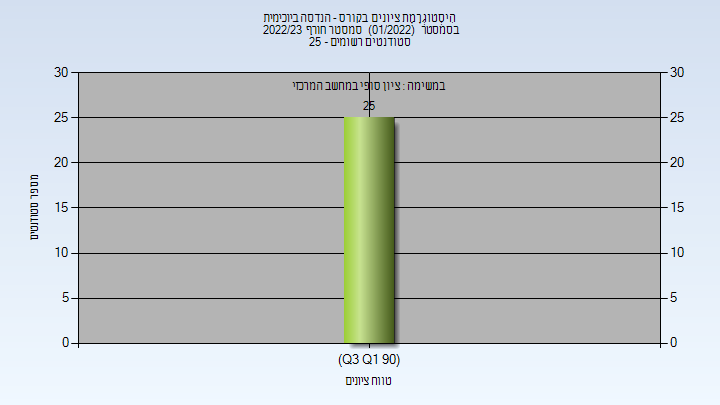 היסטוגרמת ציונים בקורס - הנדסה ביוכימית
בסמסטר (01/2022) סמסטר חורף 2022/23
סטודנטים רשומים - 25
במשימה : ציון סופי במחשב המרכזי
25
30
25
20
15
10
5
0
30
25
20
15
10
5
0
מספר סטודנטים
(Q3 Q1 90)
טווח ציונים